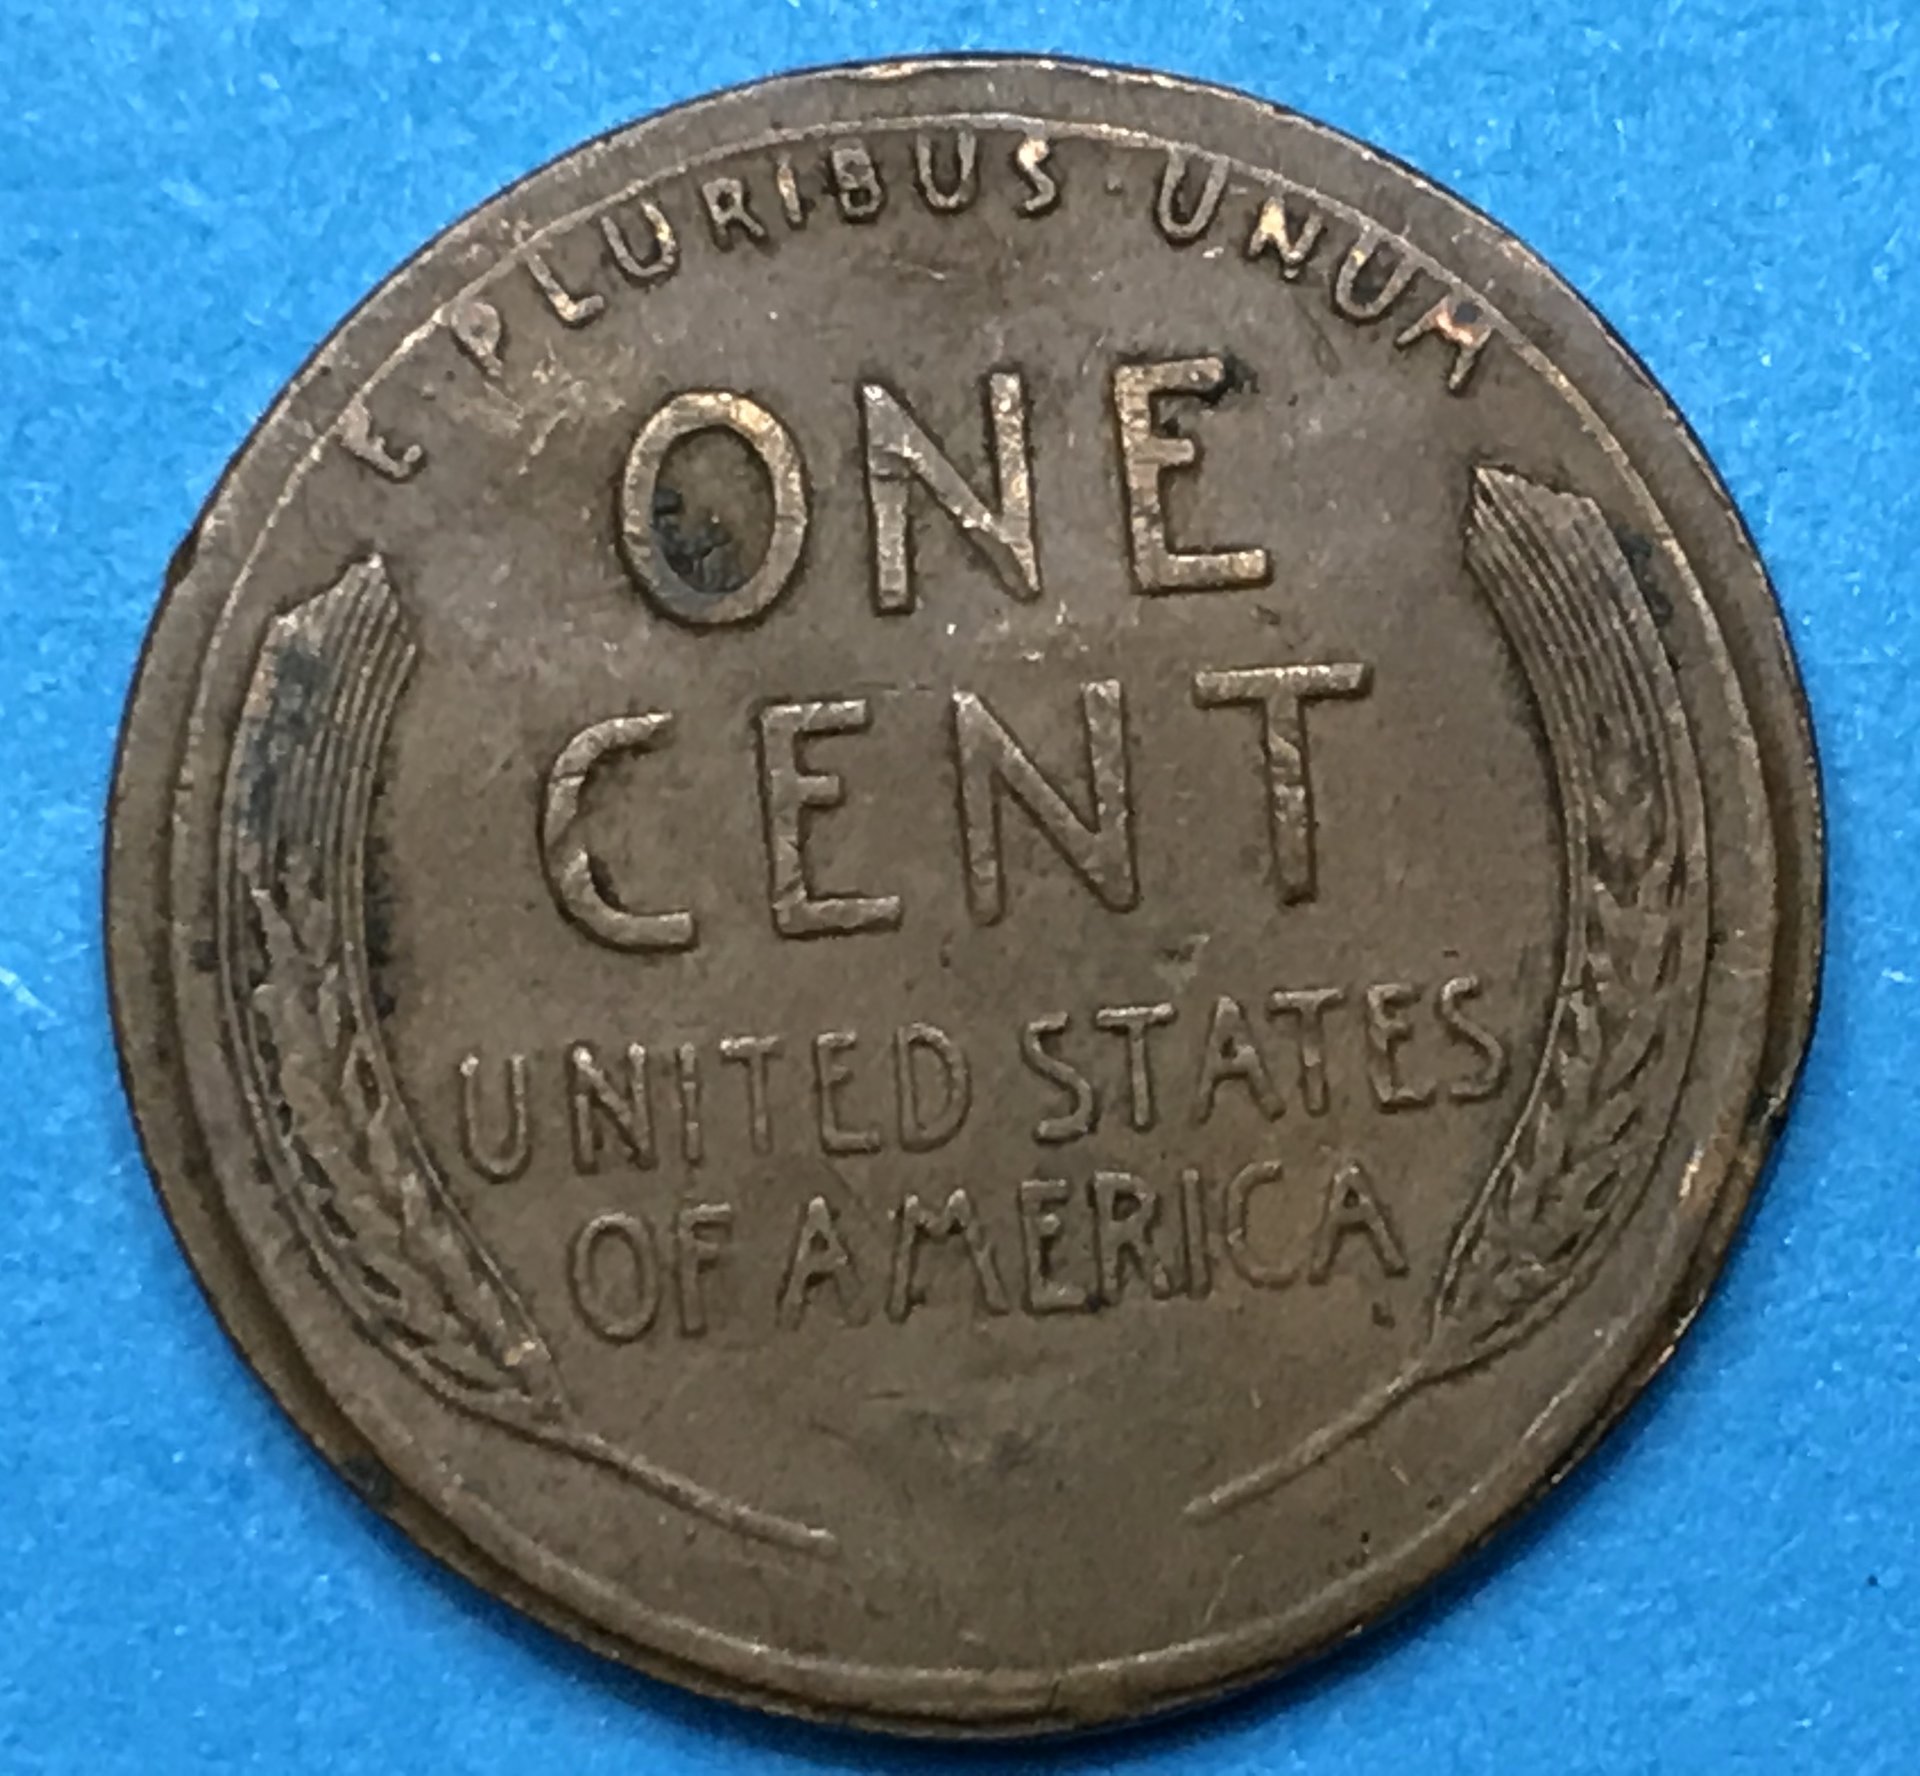 E PLURIBUS · UNUM
ONE
CENT
UNITED STATES
OF AMERICA